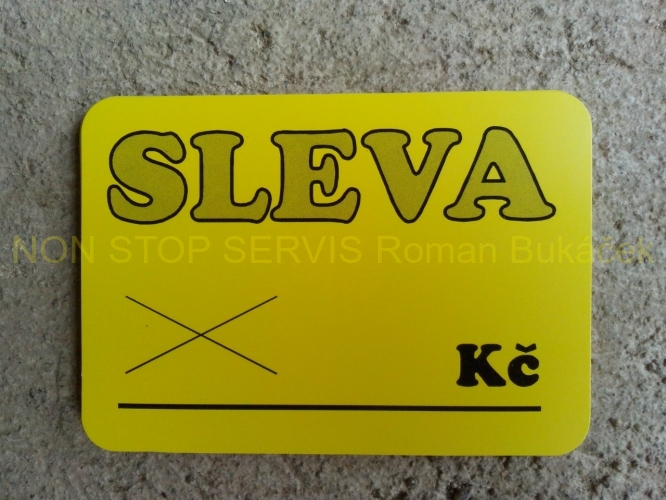 SLEVA
NON STOP SERVIS Roman Bukáček
Kč